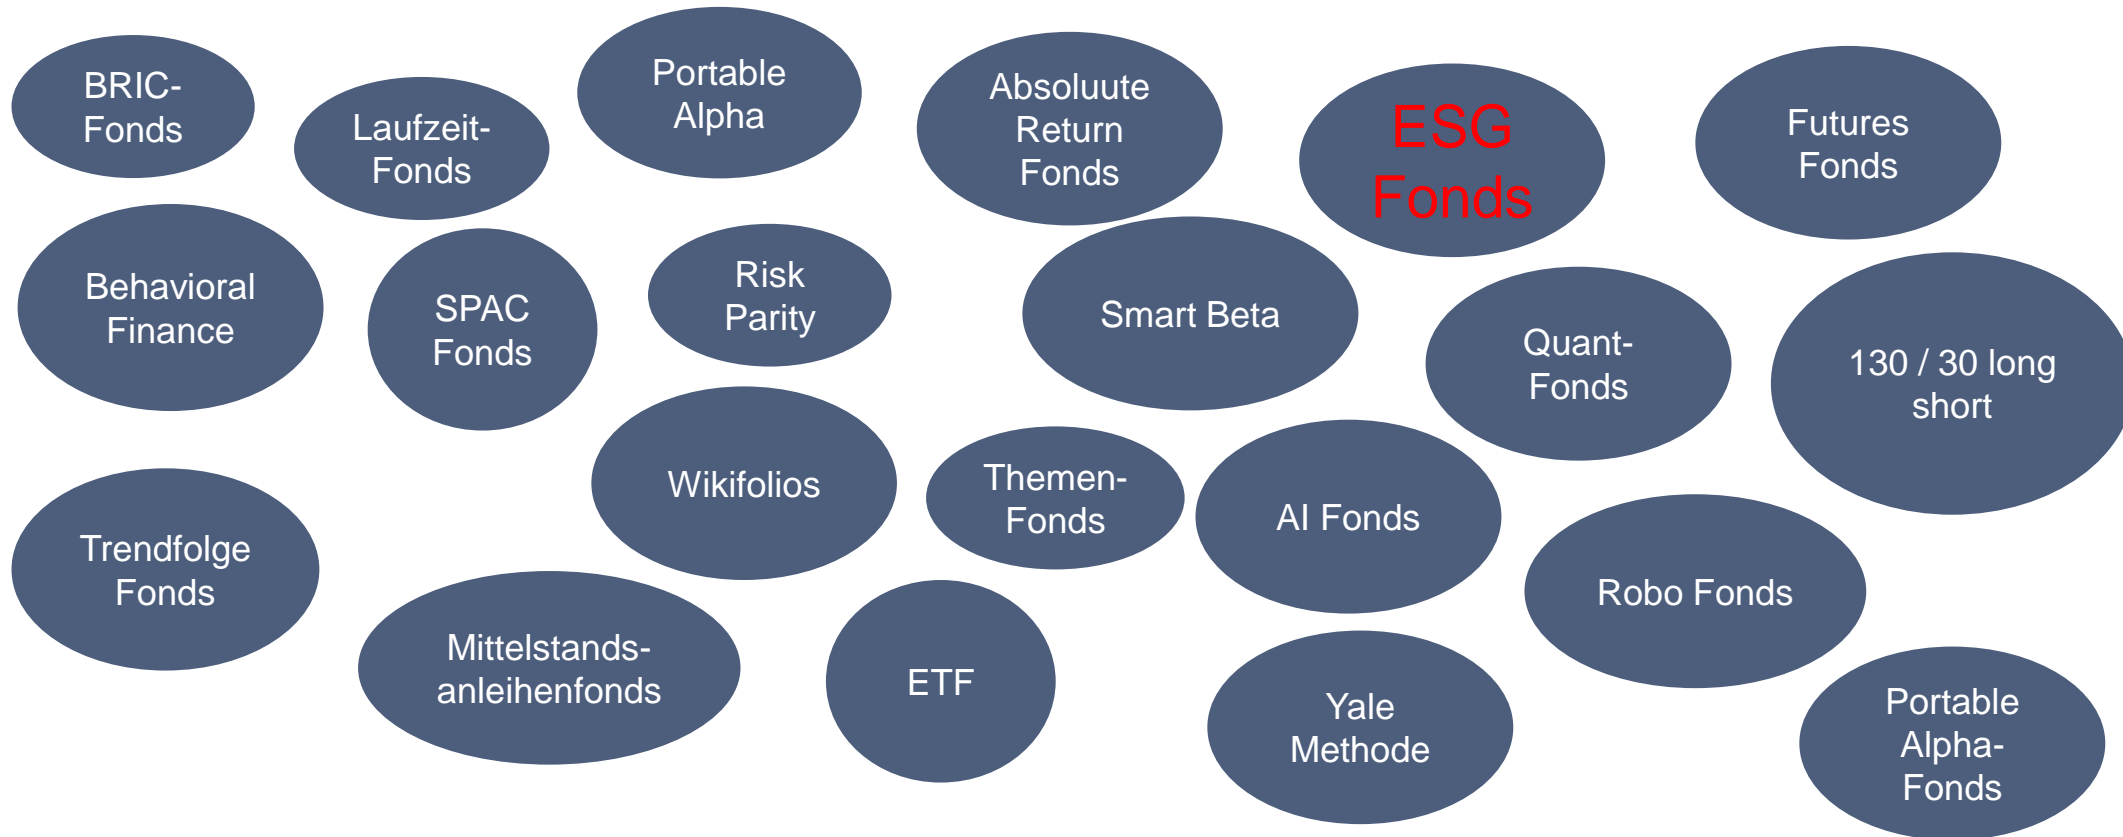 BRIC-
Fonds
Laufzeit-
Fonds
Portable
Alpha
Absoluute
Return
Fonds
ESG
Fonds
Futures
Fonds
Behavioral
Finance
SPAC
Fonds
Risk
Parity
Smart Beta
Quant-
Fonds
130 / 30 long
short
Wikifolios
Themen-
Fonds
AI Fonds
Trendfolge
Fonds
Robo Fonds
Mittelstands-
anleihenfonds
ETF
Yale
Methode
Portable
Alpha-
Fonds